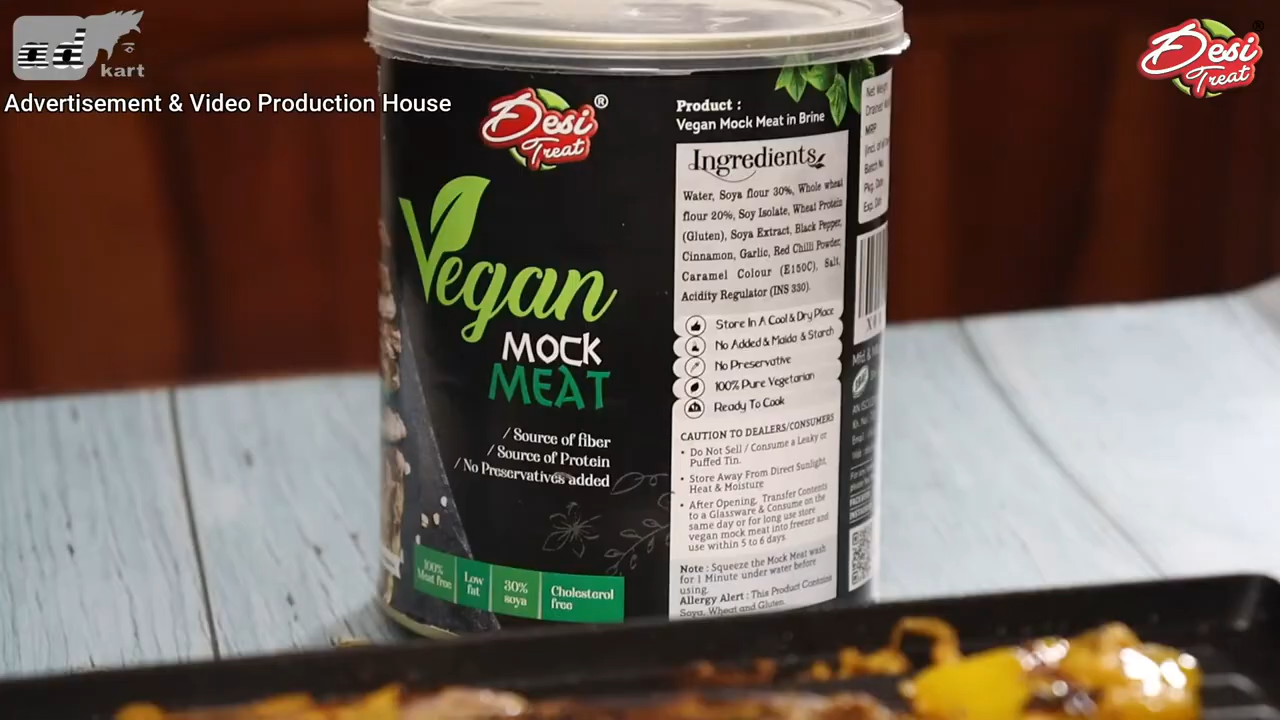 ad
kart
Advertisement & Video Production House
Desi
Treat
Desi
Treat
Vegan
MOCK
MEAT
/ Source of fiber
/ Source of Protein
/ No Preservatives added
100%
Meat free
Low
fat
30%
soya
Cholesterol
free
Product :
Vegan Mock Meat in Brine
Ingredients
Water, Soya flour 30%, Whole wheat
flour 20%, Soy Isolate, Wheat Protein
(Gluten), Soya Extract, Black Pepper,
Cinnamon, Garlic, Red Chilli Powder,
Caramel Colour (E150C), Salt,
Acidity Regulator (INS 330).
Store In A Cool & Dry Place
No Added & Maida & Starch
No Preservative
100% Pure Vegetarian
Ready To Cook
CAUTION TO DEALERS/CONSUMERS
• Do Not Sell / Consume a Leaky or
Puffed Tin.
• Store Away From Direct Sunlight,
Heat & Moisture
• After Opening, Transfer Contents
to a Glassware & Consume on the
same day or for long use store
vegan mock meat into freezer and
use within 5 to 6 days.
Note : Squeeze the Mock Meat wash
for 1 Minute under water before
using.
Allergy Alert : This Product Contains
Soya, Wheat and Gluten.
MRP
Batch No
Pkg. Date
Exp. Date